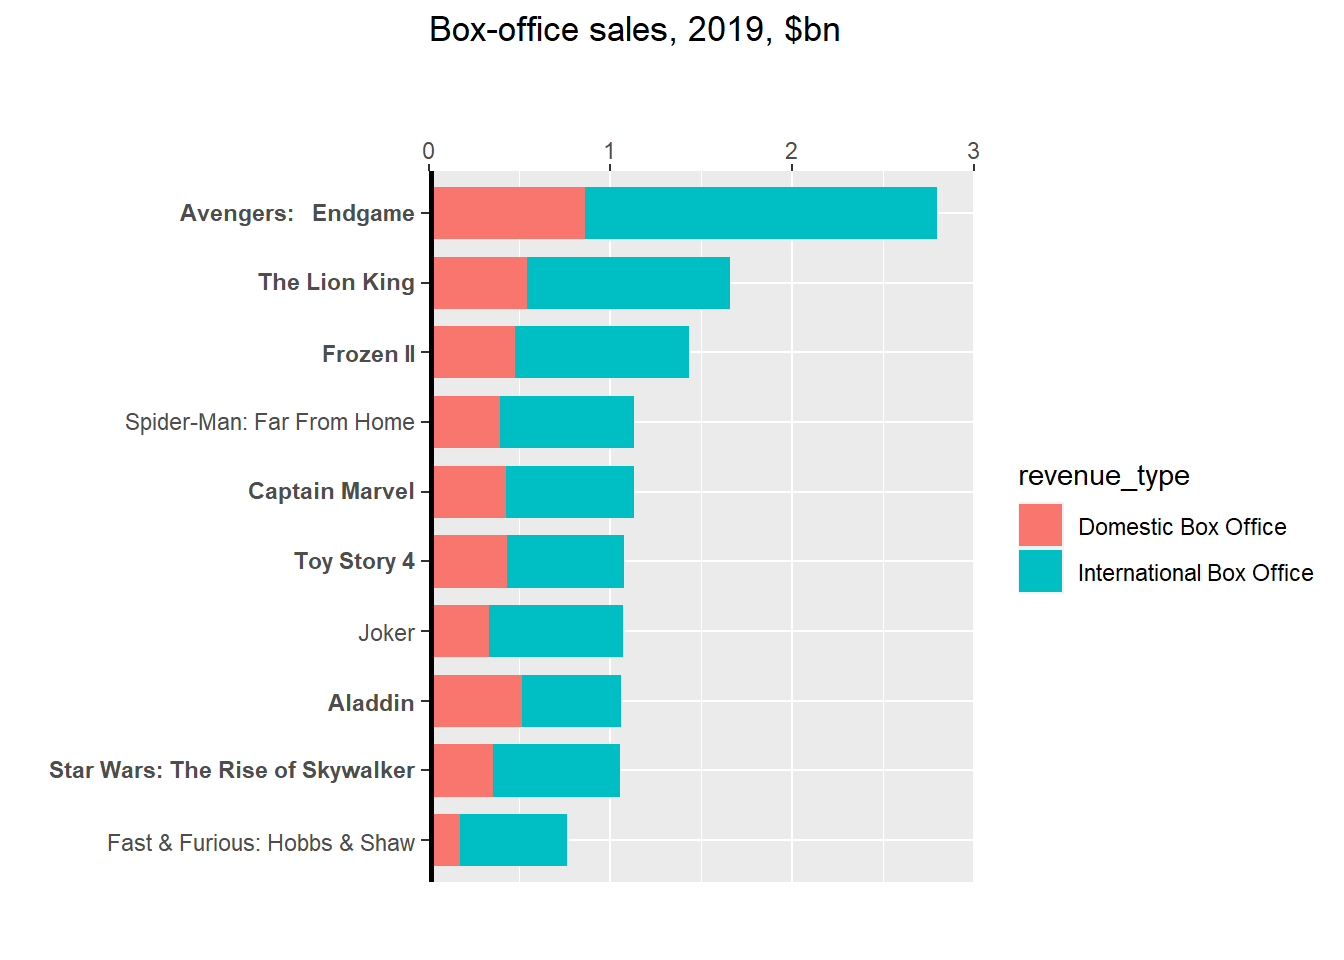 Box-office sales, 2019, $bn
0 1 2 3
Avengers: Endgame
The Lion King
Frozen II
Spider-Man: Far From Home
Captain Marvel
Toy Story 4
Joker
Aladdin
Star Wars: The Rise of Skywalker
Fast & Furious: Hobbs & Shaw
revenue_type
Domestic Box Office
International Box Office